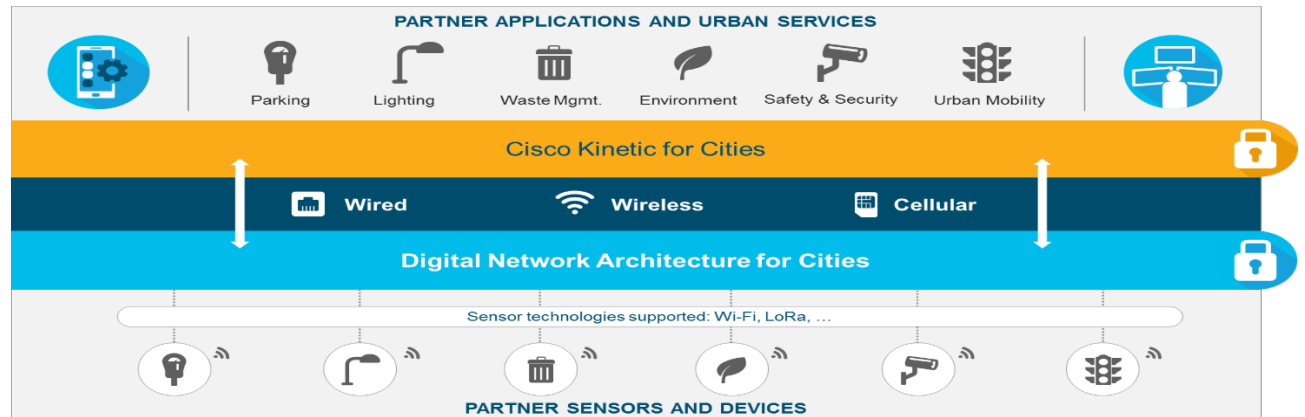 PARTNER APPLICATIONS AND URBAN SERVICES
Parking
Lighting
Waste Mgmt.
Environment
Safety & Security
Urban Mobility
Cisco Kinetic for Cities
Wired
Wireless
Cellular
Digital Network Architecture for Cities
Sensor technologies supported: Wi-Fi, LoRa, ...
PARTNER SENSORS AND DEVICES